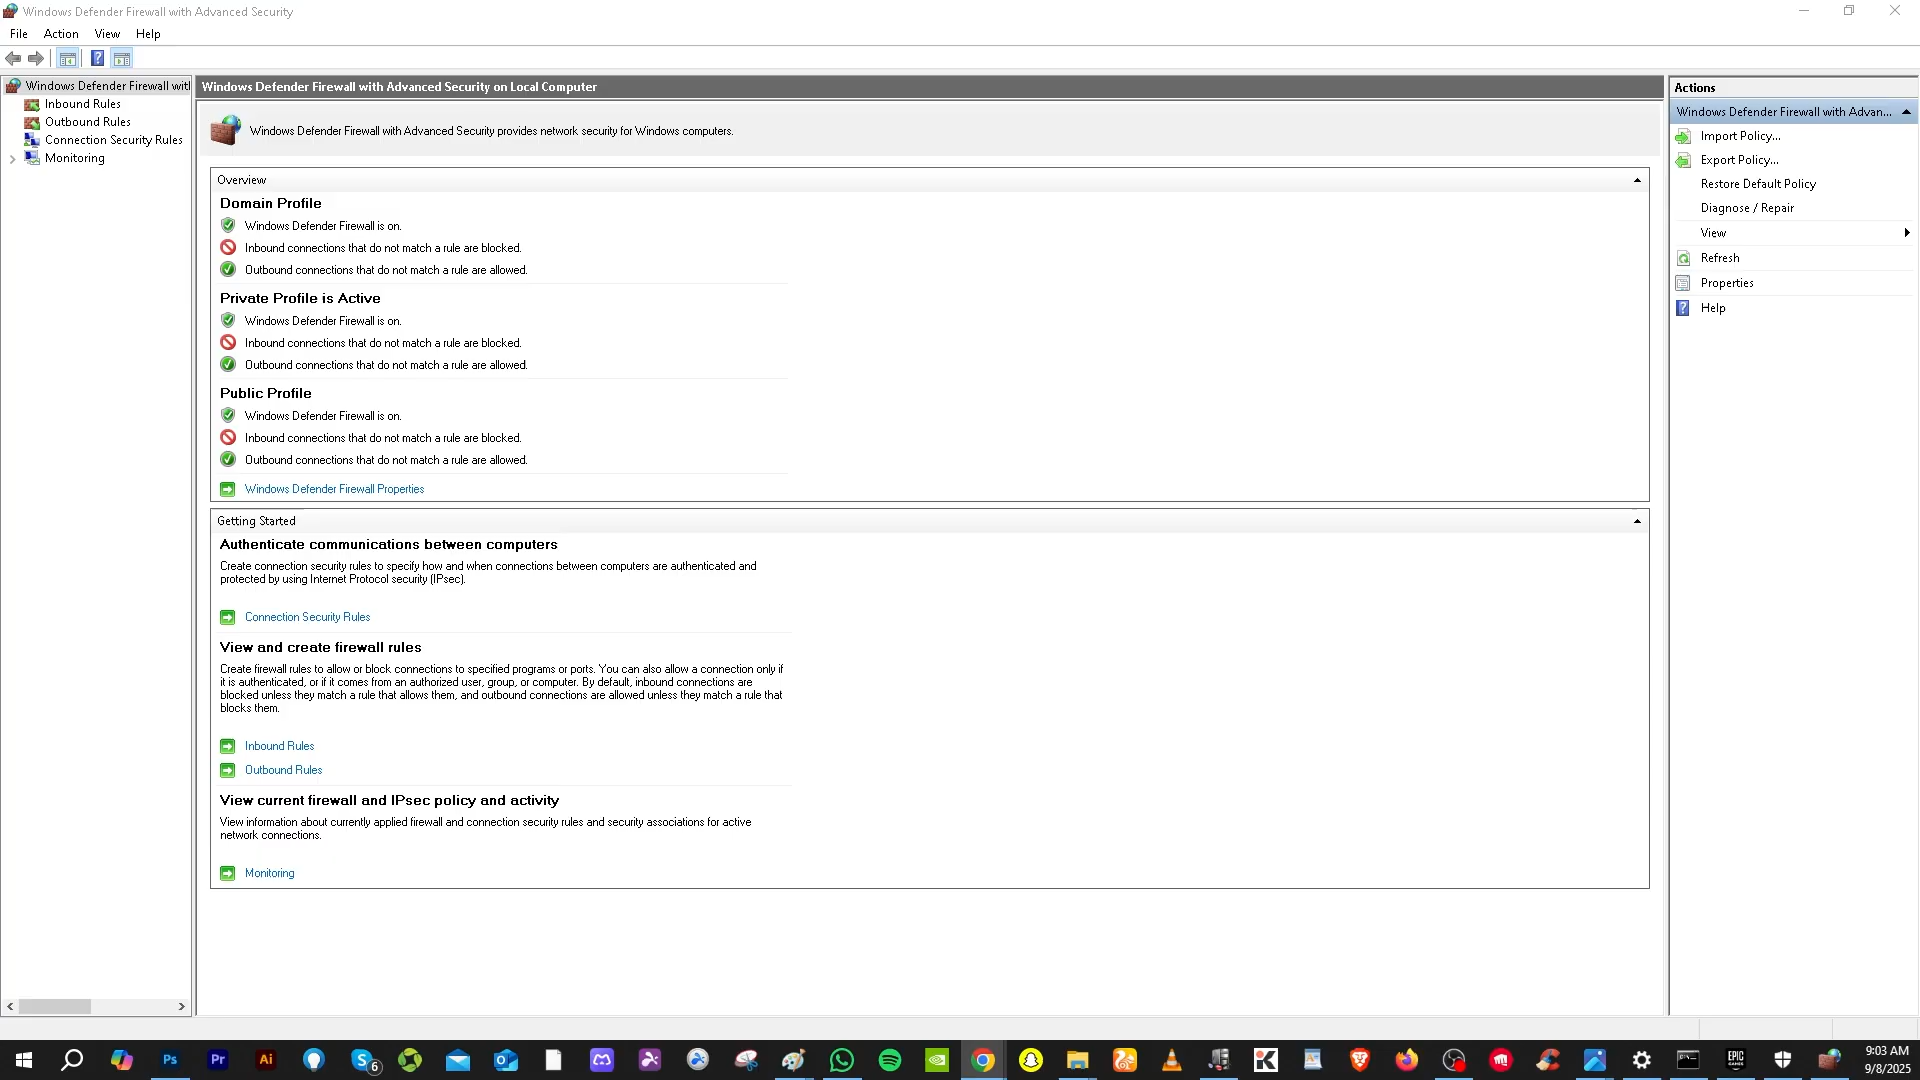 Windows Defender Firewall with Advanced Security
File Action View Help
Windows Defender Firewall with
Inbound Rules
Outbound Rules
Connection Security Rules
Monitoring
Windows Defender Firewall with Advanced Security on Local Computer
Windows Defender Firewall with Advanced Security provides network security for Windows computers.
Overview
Domain Profile
Windows Defender Firewall is on.
Inbound connections that do not match a rule are blocked.
Outbound connections that do not match a rule are allowed.
Private Profile is Active
Windows Defender Firewall is on.
Inbound connections that do not match a rule are blocked.
Outbound connections that do not match a rule are allowed.
Public Profile
Windows Defender Firewall is on.
Inbound connections that do not match a rule are blocked.
Outbound connections that do not match a rule are allowed.
Windows Defender Firewall Properties
Getting Started
Authenticate communications between computers
Create connection security rules to specify how and when connections between computers are authenticated and
protected by using Internet Protocol security (IPsec).
Connection Security Rules
View and create firewall rules
Create firewall rules to allow or block connections to specified programs or ports. You can also allow a connection only if
it is authenticated, or if it comes from an authorized user, group, or computer. By default, inbound connections are
blocked unless they match a rule that allows them, and outbound connections are allowed unless they match a rule that
blocks them.
Inbound Rules
Outbound Rules
View current firewall and IPsec policy and activity
View information about currently applied firewall and connection security rules and security associations for active
network connections.
Monitoring
Actions
Windows Defender Firewall with Advan...
Import Policy...
Export Policy...
Restore Default Policy
Diagnose / Repair
View
Refresh
Properties
Help
Ps Pr Ai S 6 EPIC GAMES
9:03 AM
9/8/2025